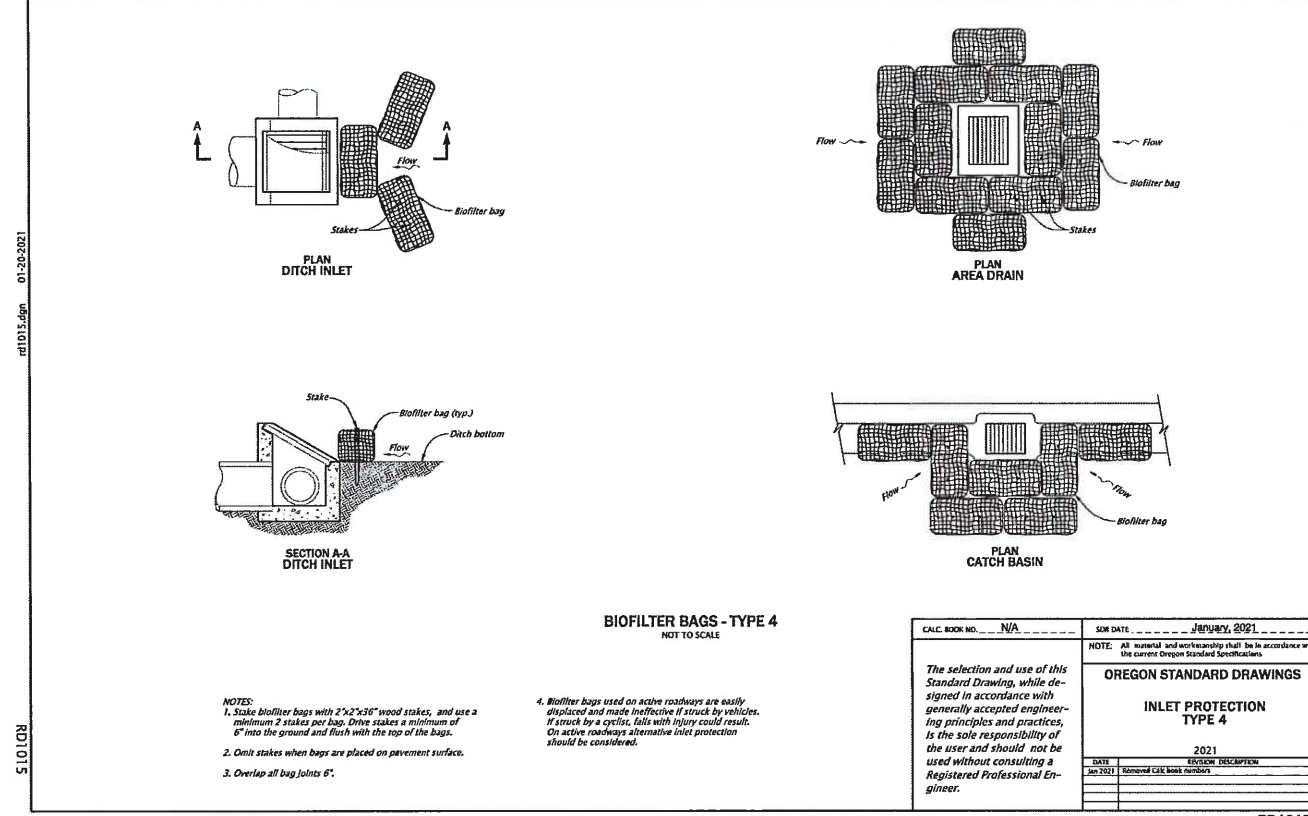 A
A
Flow
Biofilter bag
Stakes
PLAN
DITCH INLET
Flow
Flow
Biofilter bag
Stakes
PLAN
AREA DRAIN
rd1015.dgn 01-20-2021
Stake
Biofilter bag (typ.)
Ditch bottom
Flow
SECTION A-A
DITCH INLET
Flow
Flow
Biofilter bag
PLAN
CATCH BASIN
BIOFILTER BAGS - TYPE 4
NOT TO SCALE
NOTES:
1. Stake biofilter bags with 2"x2"x36" wood stakes, and use a
minimum 2 stakes per bag. Drive stakes a minimum of
6" into the ground and flush with the top of the bags.
2. Omit stakes when bags are placed on pavement surface.
3. Overlap all bag joints 6".
4. Biofilter bags used on active roadways are easily
displaced and made ineffective if struck by vehicles.
If struck by a cyclist, falls with injury could result.
On active roadways alternative inlet protection
should be considered.
RD1015
CALC. BOOK NO. N/A
SDR DATE January, 2021
The selection and use of this
Standard Drawing, while de-
signed in accordance with
generally accepted engineer-
ing principles and practices,
is the sole responsibility of
the user and should not be
used without consulting a
Registered Professional En-
gineer.
NOTE: All material and workmanship shall be in accordance
the current Oregon Standard Specifications
OREGON STANDARD DRAWINGS
INLET PROTECTION
TYPE 4
2021
DATE REVISION DESCRIPTION
Jan 2021 Removed Calc book numbers